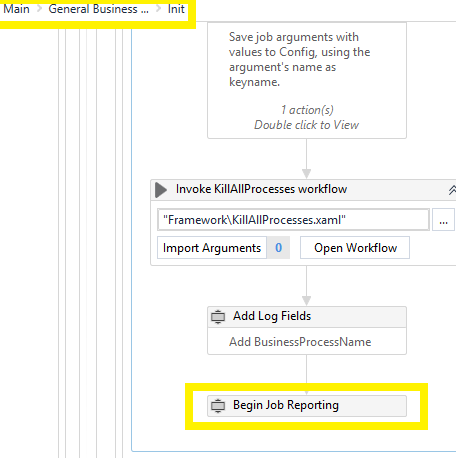 Main > General Business ... > Init
Save job arguments with
values to Config, using the
argument's name as
keyname.
1 action(s)
Double click to View
Invoke KillAllProcesses workflow
"Framework\KillAllProcesses.xaml"
...
Import Arguments 0 Open Workflow
Add Log Fields
Add BusinessProcessName
Begin Job Reporting